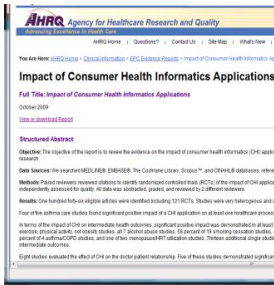 AHRQ Agency for Healthcare Research and Quality
Advancing Excellence in Health Care
AHRQ Home | Questions? | Contact Us | Site Map | What's New |
You Are Here: AHRQ Home > Clinical Information > EPC Evidence Reports > Impact of Consumer Health Informatics
Impact of Consumer Health Informatics Applications
Full Title: Impact of Consumer Health Informatics Applications
October 2009
View or download Report
Structured Abstract
Objective: The objective of the report is to review the evidence on the impact of consumer health informatics (CHI)
research.
Data Sources: We searched MEDLINE®, EMBASE®, The Cochrane Library, Scopus™, and CINAHL® databases,
Methods: Paired reviewers reviewed citations to identify randomized controlled trials (RCTs) of the impact of CHI
independently assessed for quality. All data was abstracted, graded, and reviewed by 2 different reviewers.
Results: One hundred forty-six eligible articles were identified including 121 RCTs. Studies were very heterogeneous and
Four of five asthma care studies found significant positive impact of a CHI application on at least one healthcare
In terms of the impact of CHI on intermediate health outcomes, significant positive impact was demonstrated in at least
exercise, physical activity, not obesity studies, all 7 alcohol abuse studies, 58 percent of 19 smoking cessation studies,
percent of 4 asthma/COPD studies, and one of two menopause/HRT utilization studies. Thirteen additional single
intermediate outcomes.
Eight studies evaluated the effect of CHI on the doctor patient relationship. Five of these studies demonstrated